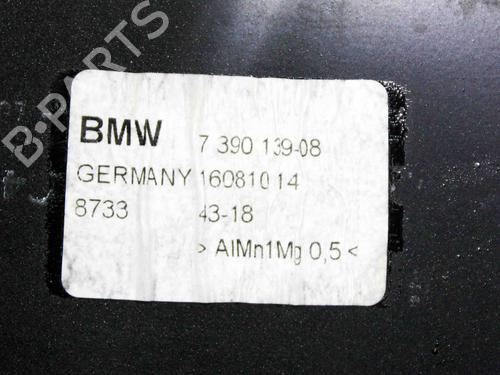 B-PARTS
BMW 7 390 139-08
GERMANY 16081014
8733 43-18
> AlMn1Mg 0,5 <